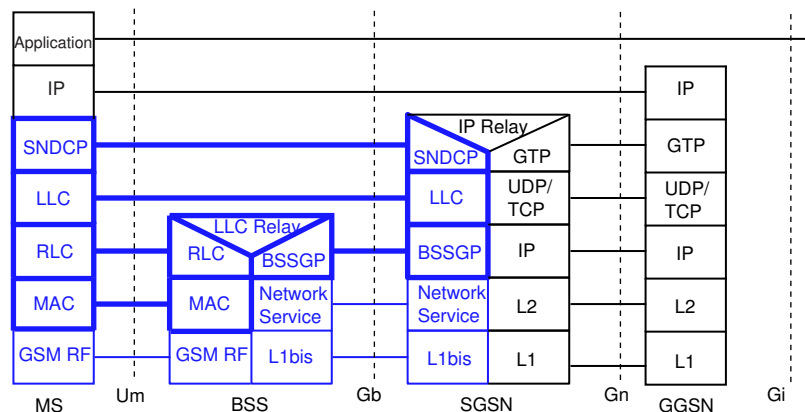 Application
IP
IP
IP Relay
SNDCP
SNDCP
GTP
GTP
LLC
LLC
UDP/
TCP
UDP/
TCP
LLC Relay
RLC
RLC
BSSGP
BSSGP
IP
IP
MAC
MAC
Network
Service
Network
Service
L2
L2
GSM RF
GSM RF
L1bis
L1bis
L1
L1
MS
Um
BSS
Gb
SGSN
Gn
GGSN
Gi